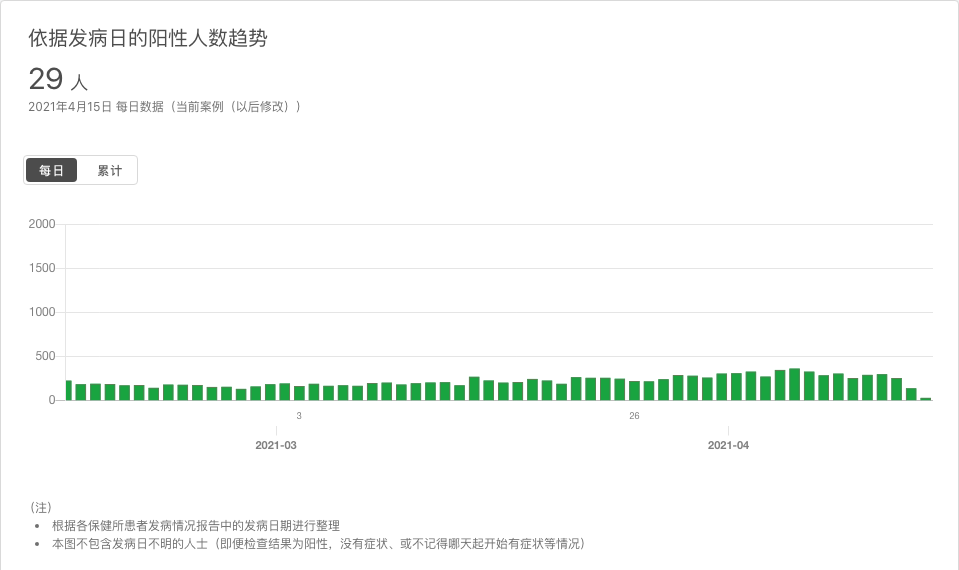 依据发病日的阳性人数趋势
29 人
2021年4月15日 每日数据（当前案例（以后修改））
每日 累计
2000
1500
1000
500
0
3 26
2021-03 2021-04
（注）
• 根据各保健所患者发病情况报告中的发病日期进行整理
• 本图不包含发病日不明的人士（即便检查结果为阳性，没有症状、或不记得哪天起开始有症状等情况）